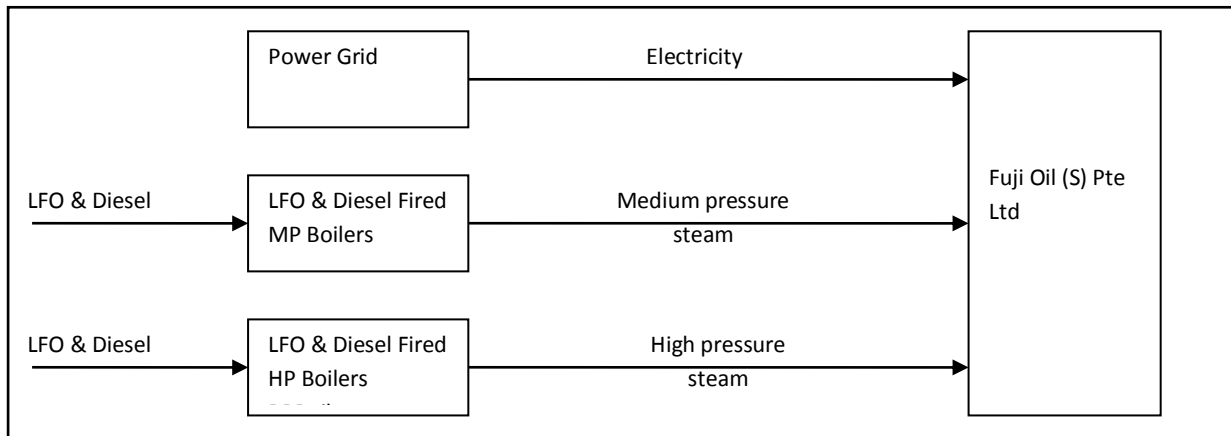 Power Grid
Electricity
LFO & Diesel
LFO & Diesel Fired
MP Boilers
Medium pressure
steam
Fuji Oil (S) Pte
Ltd
LFO & Diesel
LFO & Diesel Fired
HP Boilers
High pressure
steam